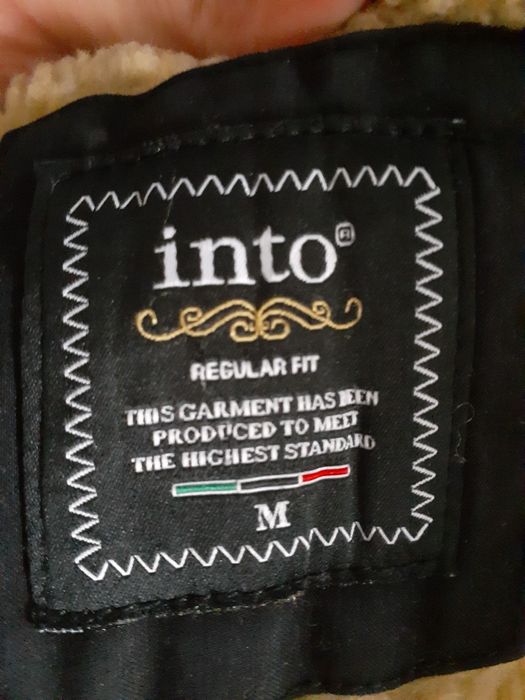 into®
REGULAR FIT
THIS GARMENT HAS BEEN
PRODUCED TO MEET
THE HIGHEST STANDARD
M